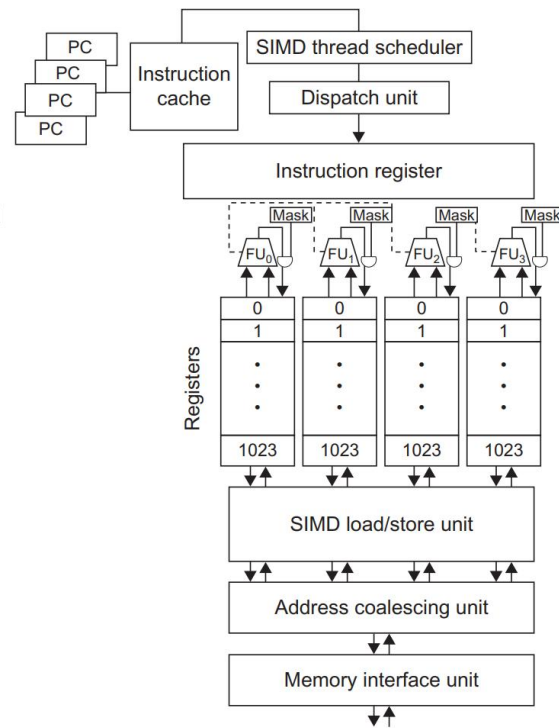 PC
PC
PC
PC
Instruction
cache
SIMD thread scheduler
Dispatch unit
Instruction register
Mask Mask Mask Mask
FU0 FU1 FU2 FU3
Registers
0 0 0 0
1 1 1 1
1023 1023 1023 1023
SIMD load/store unit
Address coalescing unit
Memory interface unit